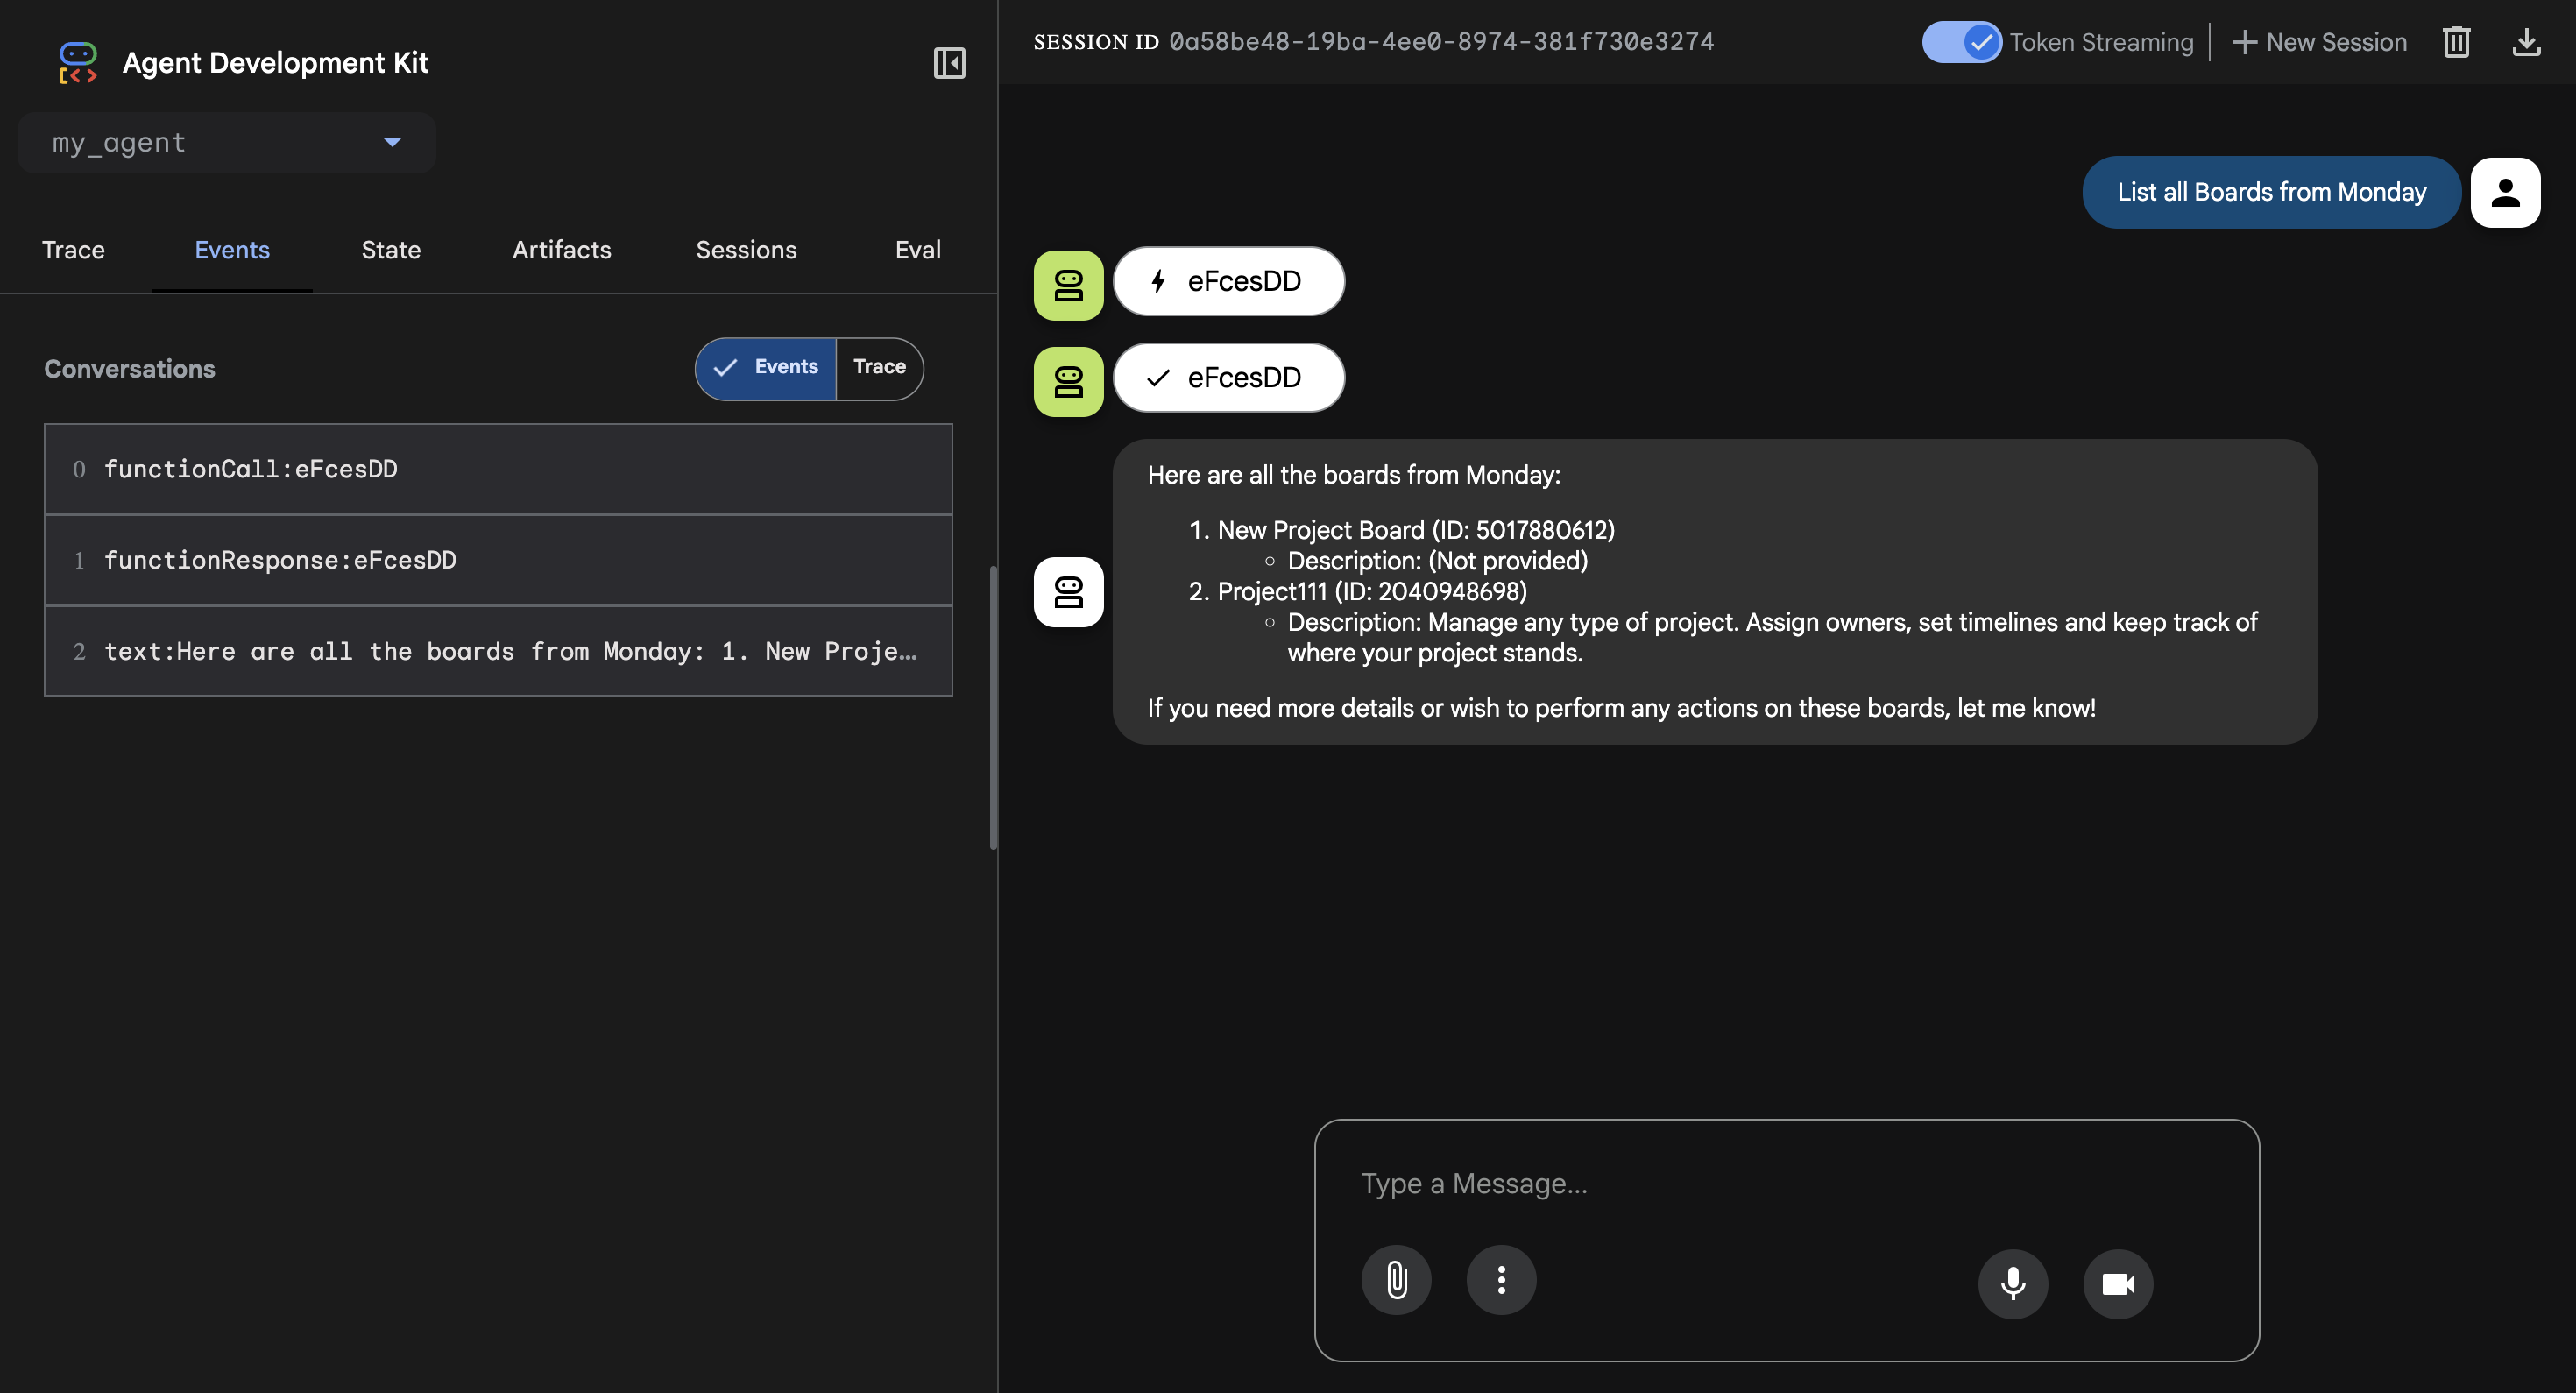 Agent Development Kit
my_agent
Trace
Events
State
Artifacts
Sessions
Eval
Conversations
Events
Trace
0 functionCall:eFcesDD
1 functionResponse:eFcesDD
2 text:Here are all the boards from Monday: 1. New Proje...
SESSION ID 0a58be48-19ba-4ee0-8974-381f730e3274
Token Streaming
New Session
List all Boards from Monday
eFcesDD
eFcesDD
Here are all the boards from Monday:
1. New Project Board (ID: 5017880612)
Description: (Not provided)
2. Project111 (ID: 2040948698)
Description: Manage any type of project. Assign owners, set timelines and keep track of
where your project stands.
If you need more details or wish to perform any actions on these boards, let me know!
Type a Message...